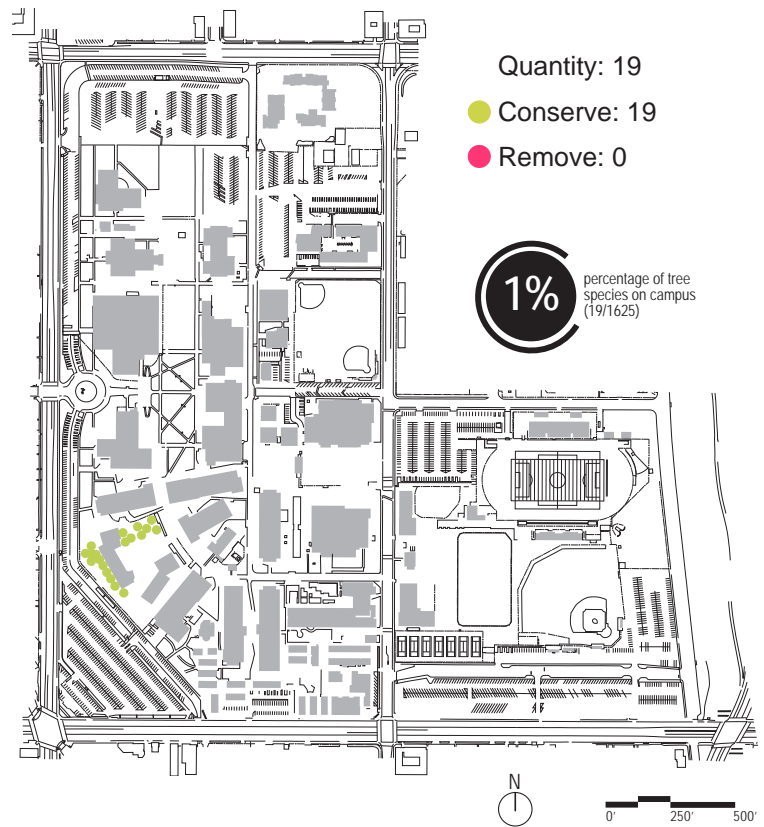 Quantity: 19
Conserve: 19
Remove: 0
1%
percentage of tree
species on campus
(19/1625)
N
0' 250' 500'